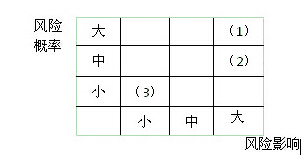 风险
概率
大 (1)
中 (2)
小 (3)
小 中 大
风险影响